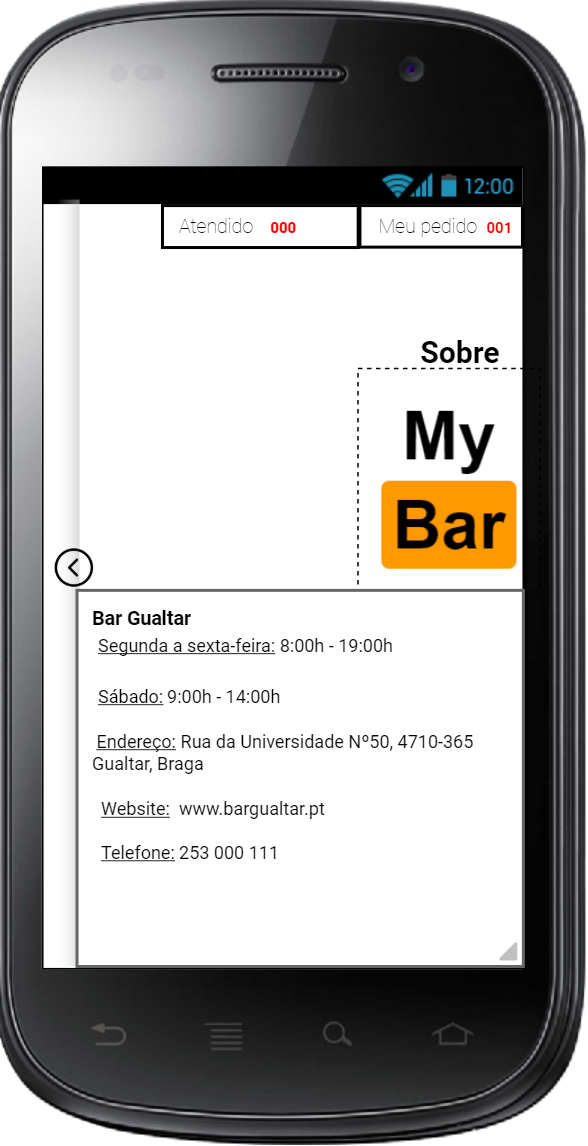 12:00
Atendido 000 Meu pedido 001
Sobre
My
Bar
Bar Gualtar
Segunda a sexta-feira: 8:00h - 19:00h
Sábado: 9:00h - 14:00h
Endereço: Rua da Universidade Nº50, 4710-365
Gualtar, Braga
Website: www.bargualtar.pt
Telefone: 253 000 111